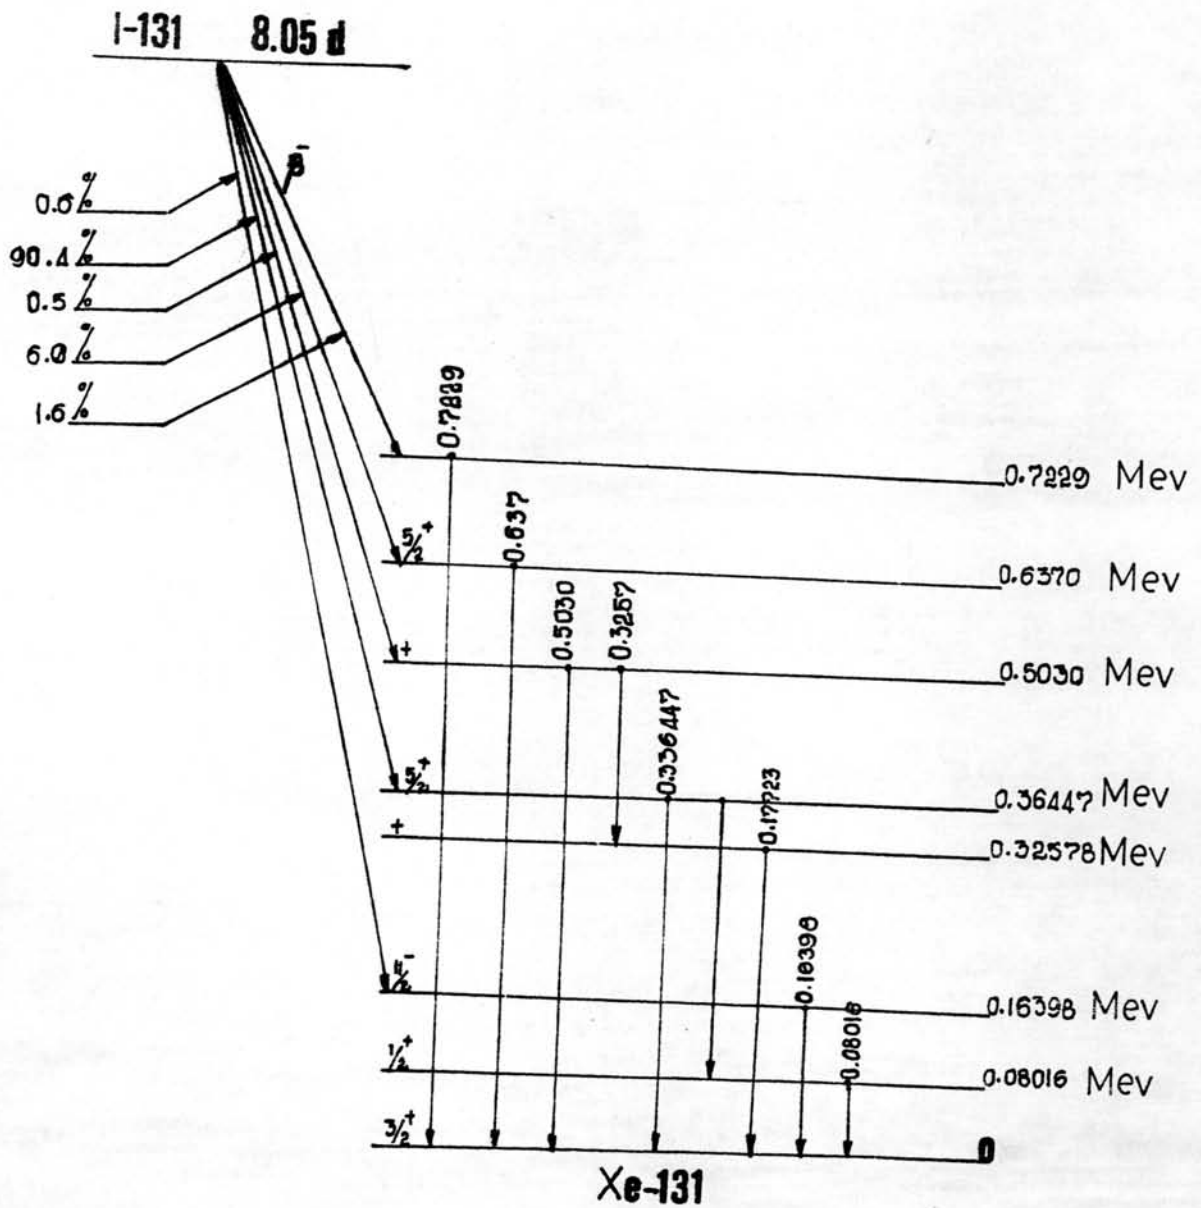 I-131 8.05 d
β⁻
0.6%
90.4%
0.5%
6.0%
1.6%
0.7229
0.7229 Mev
5/2+
0.637
0.6370 Mev
+
0.5030
0.3257
0.5030 Mev
5/2+
0.336447
0.36447 Mev
+
0.17723
0.32578 Mev
11/2-
0.16398
0.16398 Mev
1/2+
0.08016
0.08016 Mev
3/2+
0
Xe-131